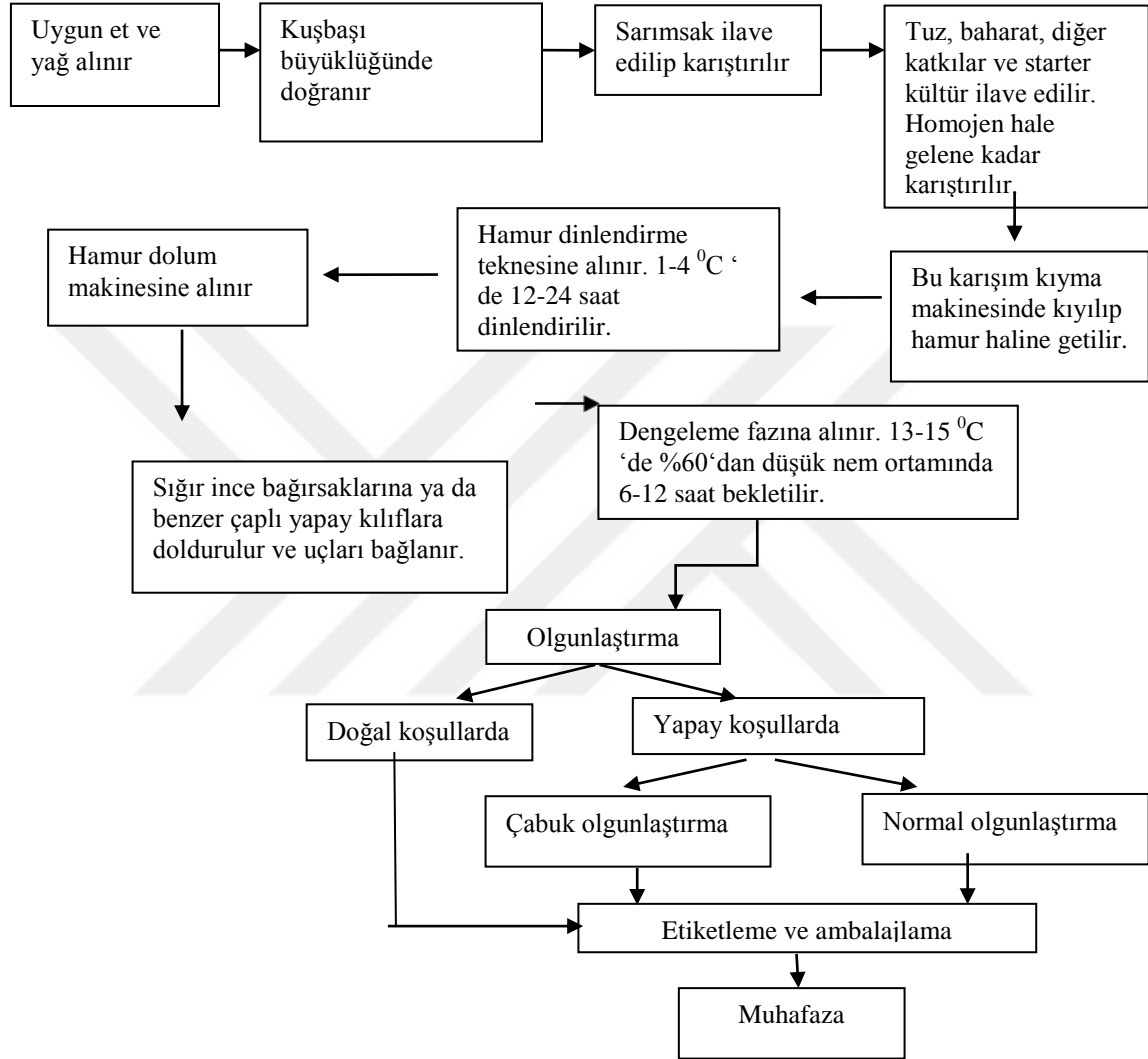 Uygun et ve
yağ alınır
Kuşbaşı
büyüklüğünde
doğranır
Sarımsak ilave
edilip karıştırılır
Tuz, baharat, diğer
katkılar ve starter
kültür ilave edilir.
Homojen hale
gelene kadar
karıştırılır
Bu karışım kıyma
makinesinde kıyılıp
hamur haline getilir.
Hamur dinlendirme
teknesine alınır. 1-4 ⁰C ‘
de 12-24 saat
dinlendirilir.
Hamur dolum
makinesine alınır
Sığır ince bağırsaklarına ya da
benzer çaplı yapay kılıflara
doldurulur ve uçları bağlanır.
Dengeleme fazına alınır. 13-15 ⁰C
‘de %60‘dan düşük nem ortamında
6-12 saat bekletilir.
Olgunlaştırma
Doğal koşullarda
Yapay koşullarda
Çabuk olgunlaştırma
Normal olgunlaştırma
Etiketleme ve ambalajlama
Muhafaza